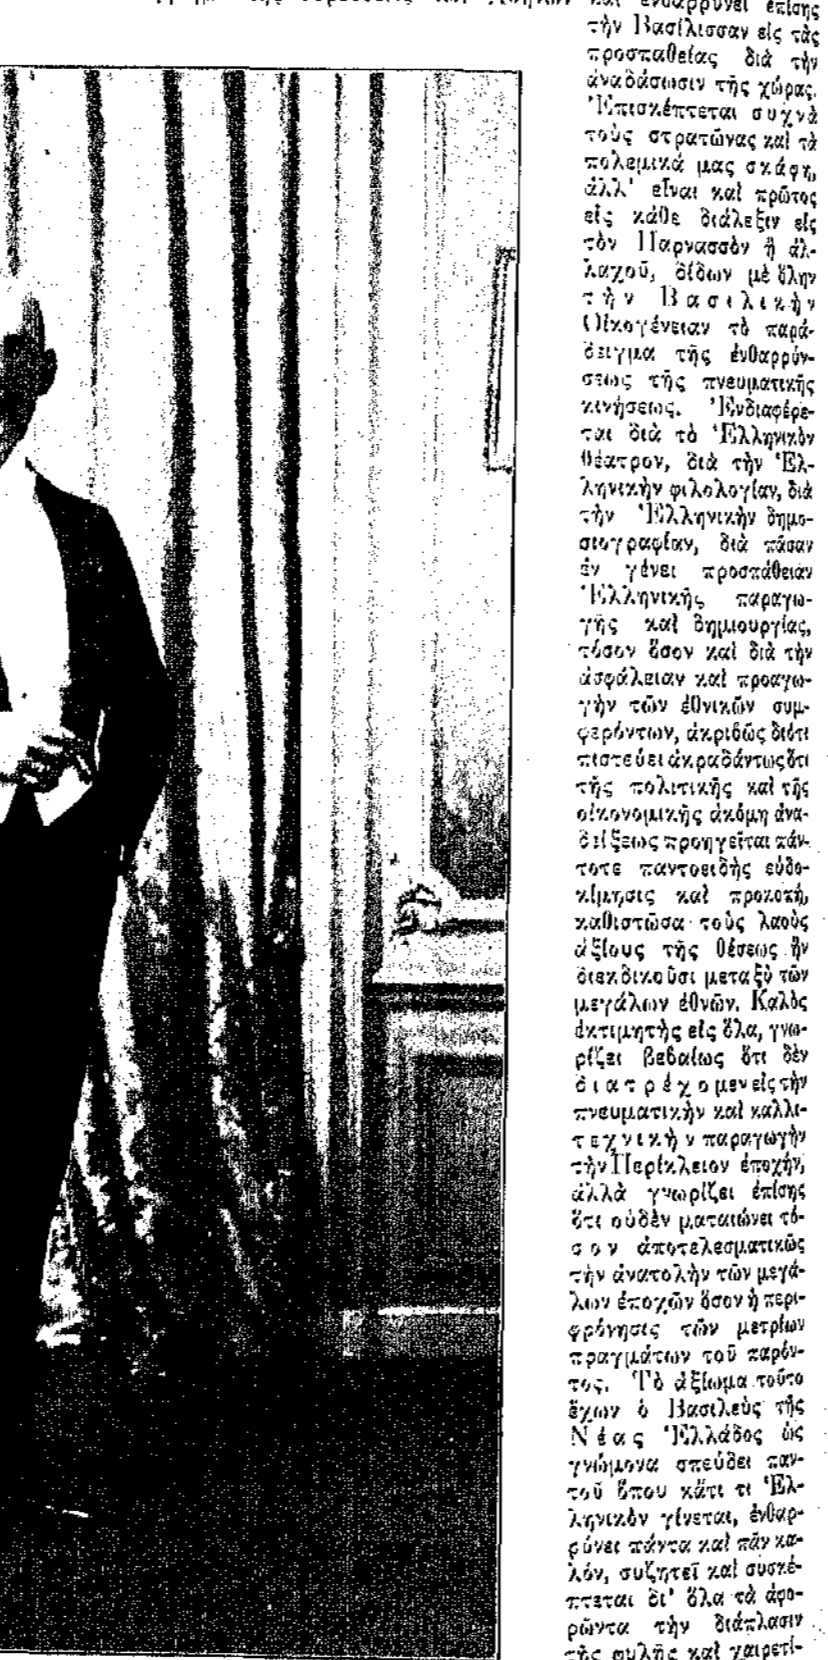 καὶ ἐνθαρρύνει ἐπίσης
τὴν Βασίλισσαν εἰς τὰς
προσπαθείας διὰ τὴν
ἀναδάσωσιν τῆς χώρας.
Ἐπισκέπτεται συχνὰ
τοὺς στρατῶνας καὶ τὰ
πολεμικά μας σκάφη,
ἀλλ' εἶναι καὶ πρῶτος
εἰς κάθε διάλεξιν εἰς
τὸν Παρνασσὸν ἢ ἀλ-
λαχοῦ, δίδων μὲ ὅλην
τὴν Βασιλικὴν
Οἰκογένειαν τὸ παρά-
δειγμα τῆς ἐνθαρρύν-
σεως τῆς πνευματικῆς
κινήσεως. Ἐνδιαφέρε-
ται διὰ τὸ Ἑλληνικὸν
θέατρον, διὰ τὴν Ἑλ-
ληνικὴν φιλολογίαν, διὰ
τὴν Ἑλληνικὴν δημο-
σιογραφίαν, διὰ πᾶσαν
ἐν γένει προσπάθειαν
Ἑλληνικῆς παραγω-
γῆς καὶ δημιουργίας,
τόσον ὅσον καὶ διὰ τὴν
ἀσφάλειαν καὶ προαγω-
γὴν τῶν ἐθνικῶν συμ-
φερόντων, ἀκριβῶς διότι
πιστεύει ἀκραδάντως ὅτι
τῆς πολιτικῆς καὶ τῆς
οἰκονομικῆς ἀκόμη ἀνα-
δείξεως προηγεῖται πάν-
τοτε παντοειδὴς εὐδο-
κίμησις καὶ προκοπή,
καθιστῶσα τοὺς λαοὺς
ἀξίους τῆς θέσεως ἣν
διεκδικοῦσι μεταξὺ τῶν
μεγάλων ἐθνῶν. Καλὸς
ἐκτιμητὴς εἰς ὅλα, γνω-
ρίζει βεβαίως ὅτι δὲν
διατρέχομεν εἰς τὴν
πνευματικὴν καὶ καλλι-
τεχνικὴν παραγωγὴν
τὴν Περίκλειον ἐποχήν,
ἀλλὰ γνωρίζει ἐπίσης
ὅτι οὐδὲν ματαιώνει τό-
σον ἀποτελεσματικῶς
τὴν ἀνατολὴν τῶν μεγά-
λων ἐποχῶν ὅσον ἡ περι-
φρόνησις τῶν μετρίων
πραγμάτων τοῦ παρόν-
τος. Τὸ ἀξίωμα τοῦτο
ἔχων ὁ Βασιλεὺς τῆς
Νέας Ἑλλάδος ὡς
γνώμονα σπεύδει παν-
τοῦ ὅπου κάτι τι Ἑλ-
ληνικὸν γίνεται, ἐνθαρ-
ρύνει πάντα καὶ πᾶν κα-
λόν, συζητεῖ καὶ συσκέ-
πτεται δι' ὅλα τὰ ἀφο-
ρῶντα τὴν διάπλασιν
τῆς φυλῆς καὶ χαιρετί-